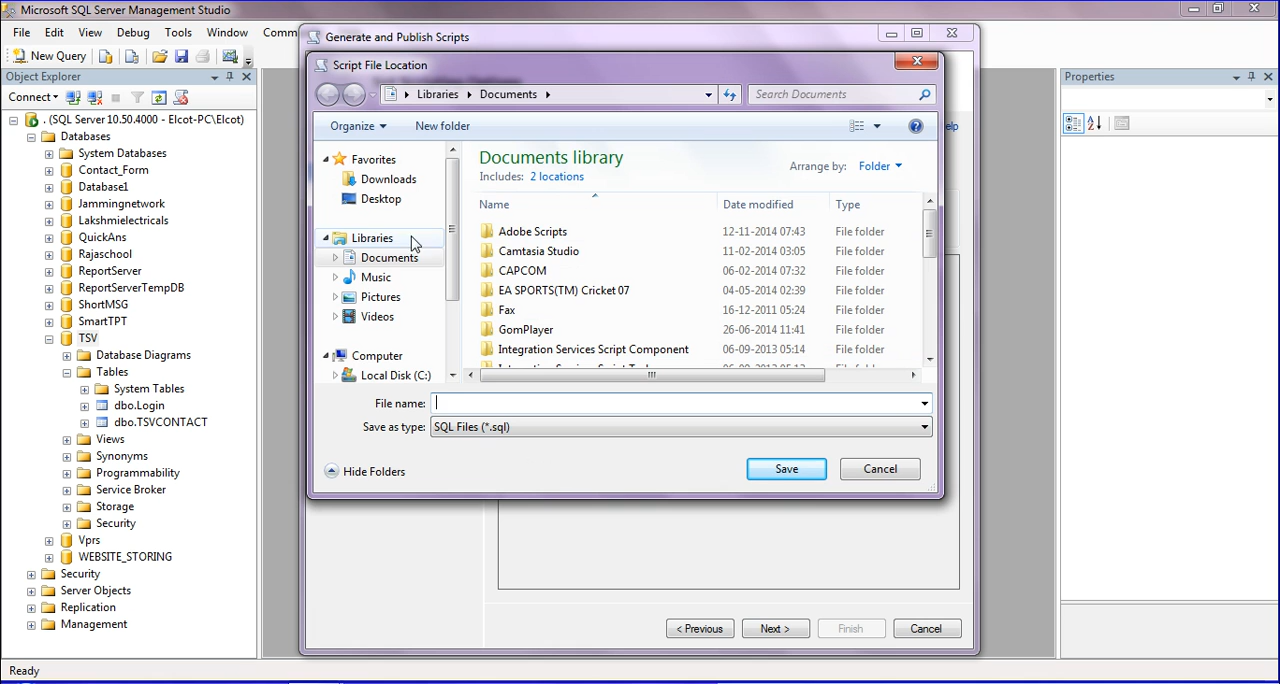 Microsoft SQL Server Management Studio
File Edit View Debug Tools Window Comm
New Query
Object Explorer
Connect
. (SQL Server 10.50.4000 - Elcot-PC\Elcot)
Databases
System Databases
Contact_Form
Database1
Jammingnetwork
Lakshmielectricals
QuickAns
Rajaschool
ReportServer
ReportServerTempDB
ShortMSG
SmartTPT
TSV
Database Diagrams
Tables
System Tables
dbo.Login
dbo.TSVCONTACT
Views
Synonyms
Programmability
Service Broker
Storage
Security
Vprs
WEBSITE_STORING
Security
Server Objects
Replication
Management
Ready
Generate and Publish Scripts
elp
Script File Location
Libraries Documents
Search Documents
Organize New folder
Favorites
Downloads
Desktop
Libraries
Documents
Music
Pictures
Videos
Computer
Local Disk (C:)
Documents library
Includes: 2 locations
Arrange by: Folder
Name Date modified Type
Adobe Scripts 12-11-2014 07:43 File folder
Camtasia Studio 11-02-2014 03:05 File folder
CAPCOM 06-02-2014 07:32 File folder
EA SPORTS(TM) Cricket 07 04-05-2014 02:39 File folder
Fax 16-12-2011 05:24 File folder
GomPlayer 26-06-2014 11:41 File folder
Integration Services Script Component 06-09-2013 05:14 File folder
File name:
Save as type: SQL Files (*.sql)
Hide Folders
Save Cancel
< Previous Next > Finish Cancel
Properties